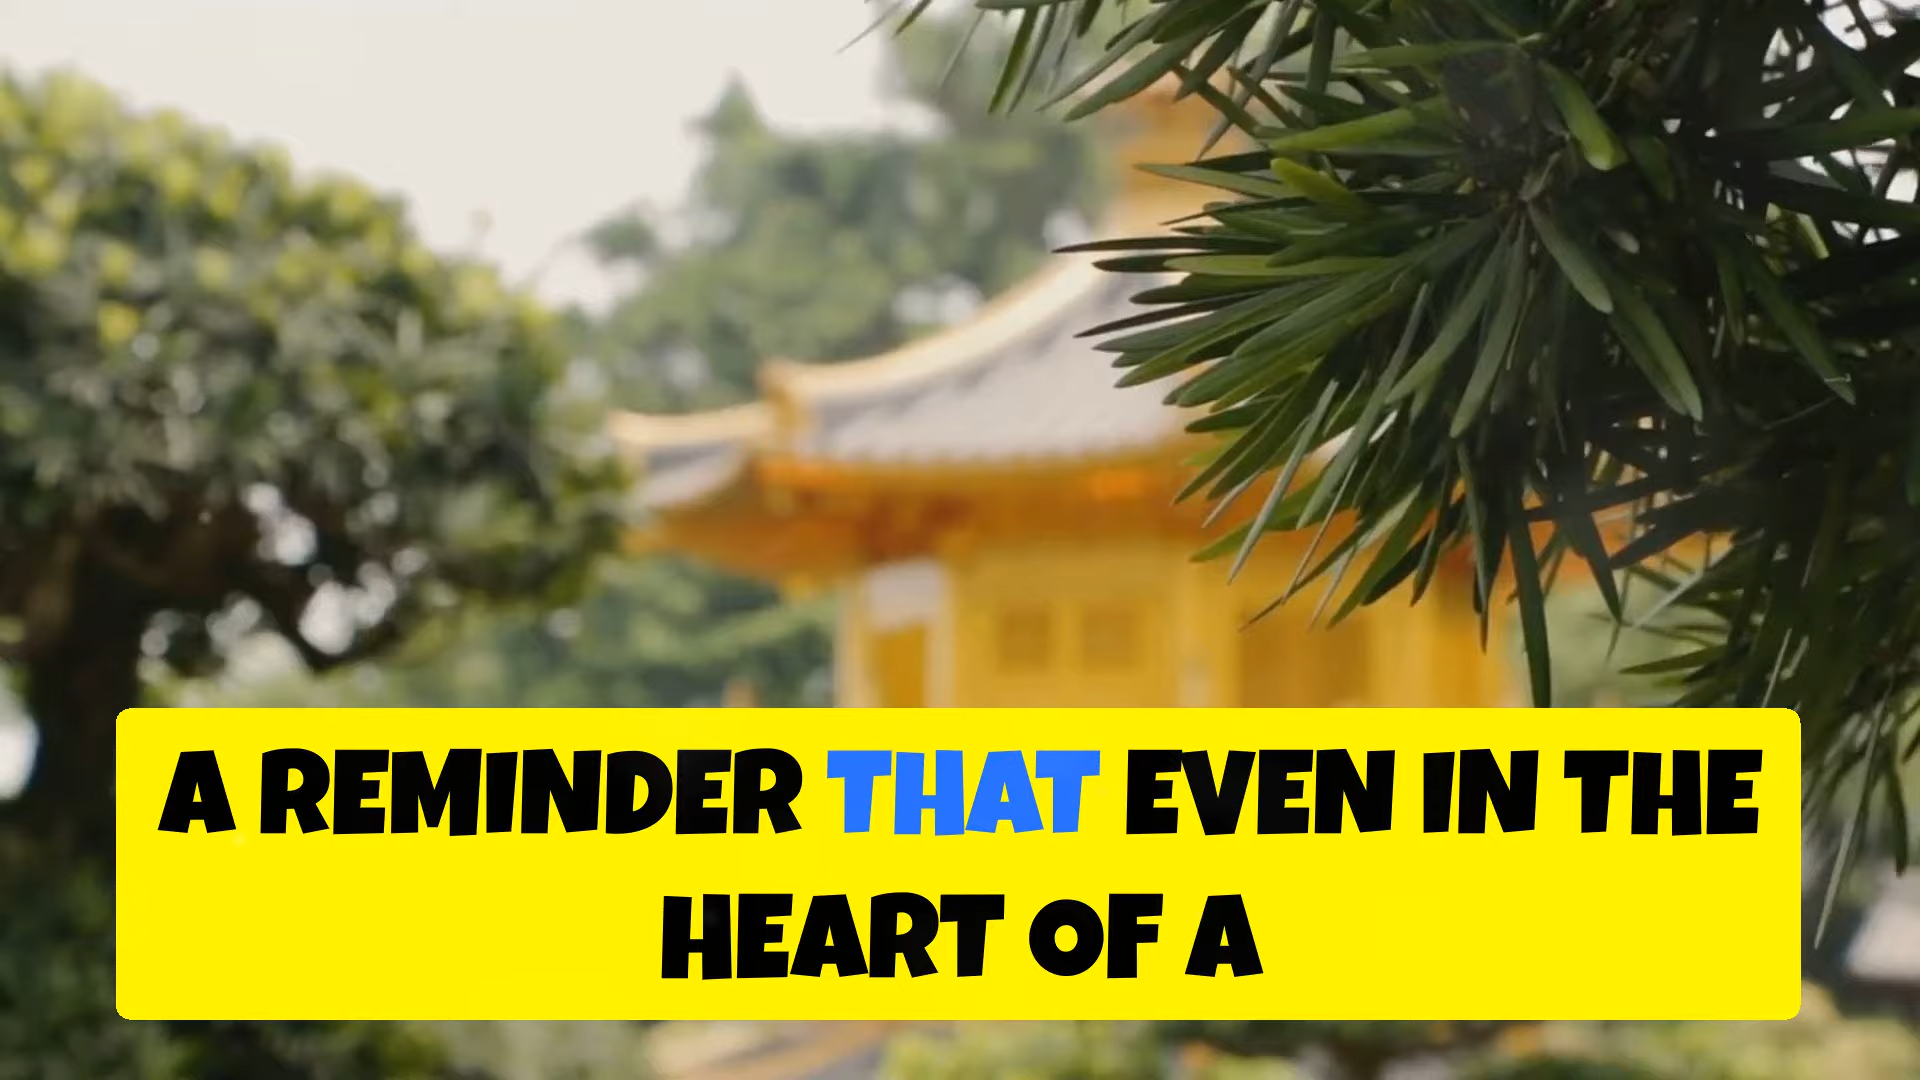 A REMINDER THAT EVEN IN THE
HEART OF A